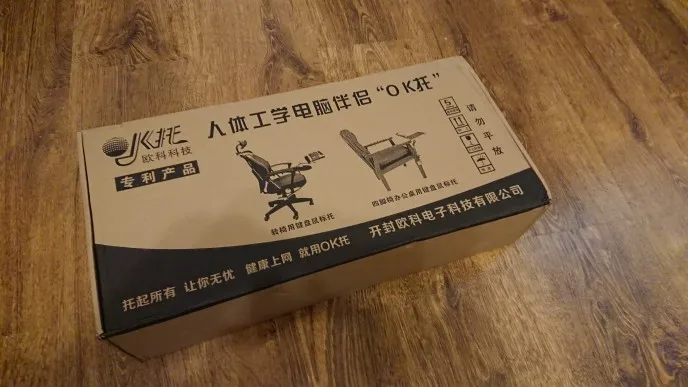 OK托
欧科科技
专利产品
人体工学电脑伴侣“OK托”
请勿平放
转椅用键盘鼠标托
四脚椅办公桌用键盘鼠标托
托起所有 让你无忧 健康上网 就用OK托
开封欧科电子科技有限公司